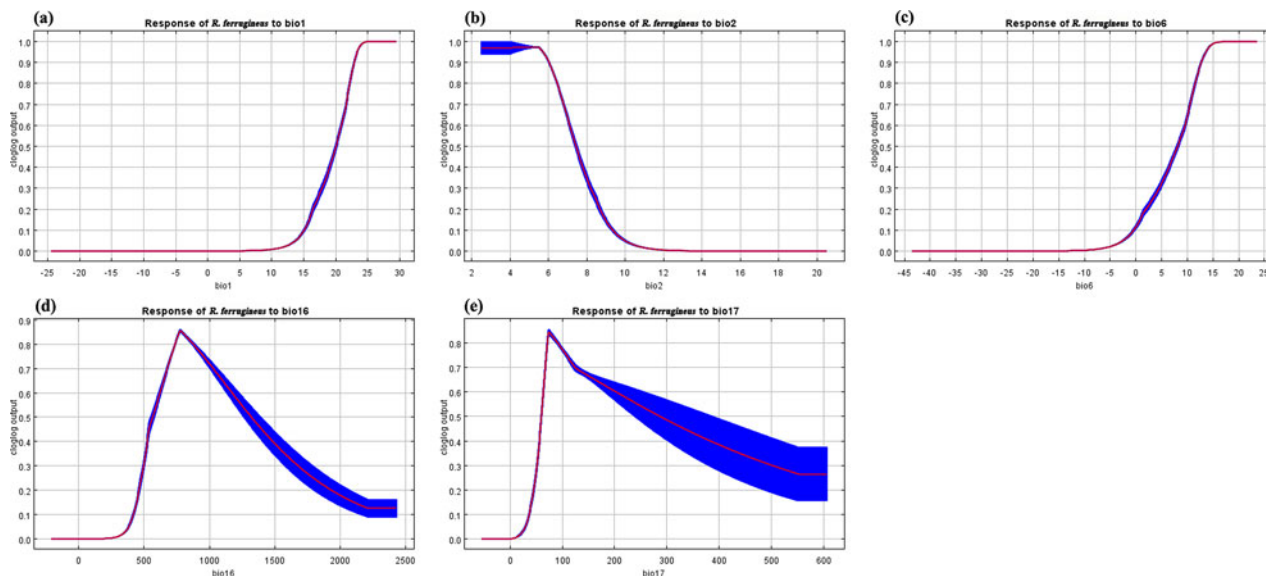 (a)
Response of R. ferrugineus to bio1
cloglog output
1.0
0.9
0.8
0.7
0.6
0.5
0.4
0.3
0.2
0.1
0.0
-25 -20 -15 -10 -5 0 5 10 15 20 25 30
bio1
(b)
Response of R. ferrugineus to bio2
cloglog output
1.0
0.9
0.8
0.7
0.6
0.5
0.4
0.3
0.2
0.1
0.0
2 4 6 8 10 12 14 16 18 20
bio2
(c)
Response of R. ferrugineus to bio6
cloglog output
1.0
0.9
0.8
0.7
0.6
0.5
0.4
0.3
0.2
0.1
0.0
-45 -40 -35 -30 -25 -20 -15 -10 -5 0 5 10 15 20 25
bio6
(d)
Response of R. ferrugineus to bio16
cloglog output
0.9
0.8
0.7
0.6
0.5
0.4
0.3
0.2
0.1
0.0
0 500 1000 1500 2000 2500
bio16
(e)
Response of R. ferrugineus to bio17
cloglog output
0.9
0.8
0.7
0.6
0.5
0.4
0.3
0.2
0.1
0.0
0 100 200 300 400 500 600
bio17